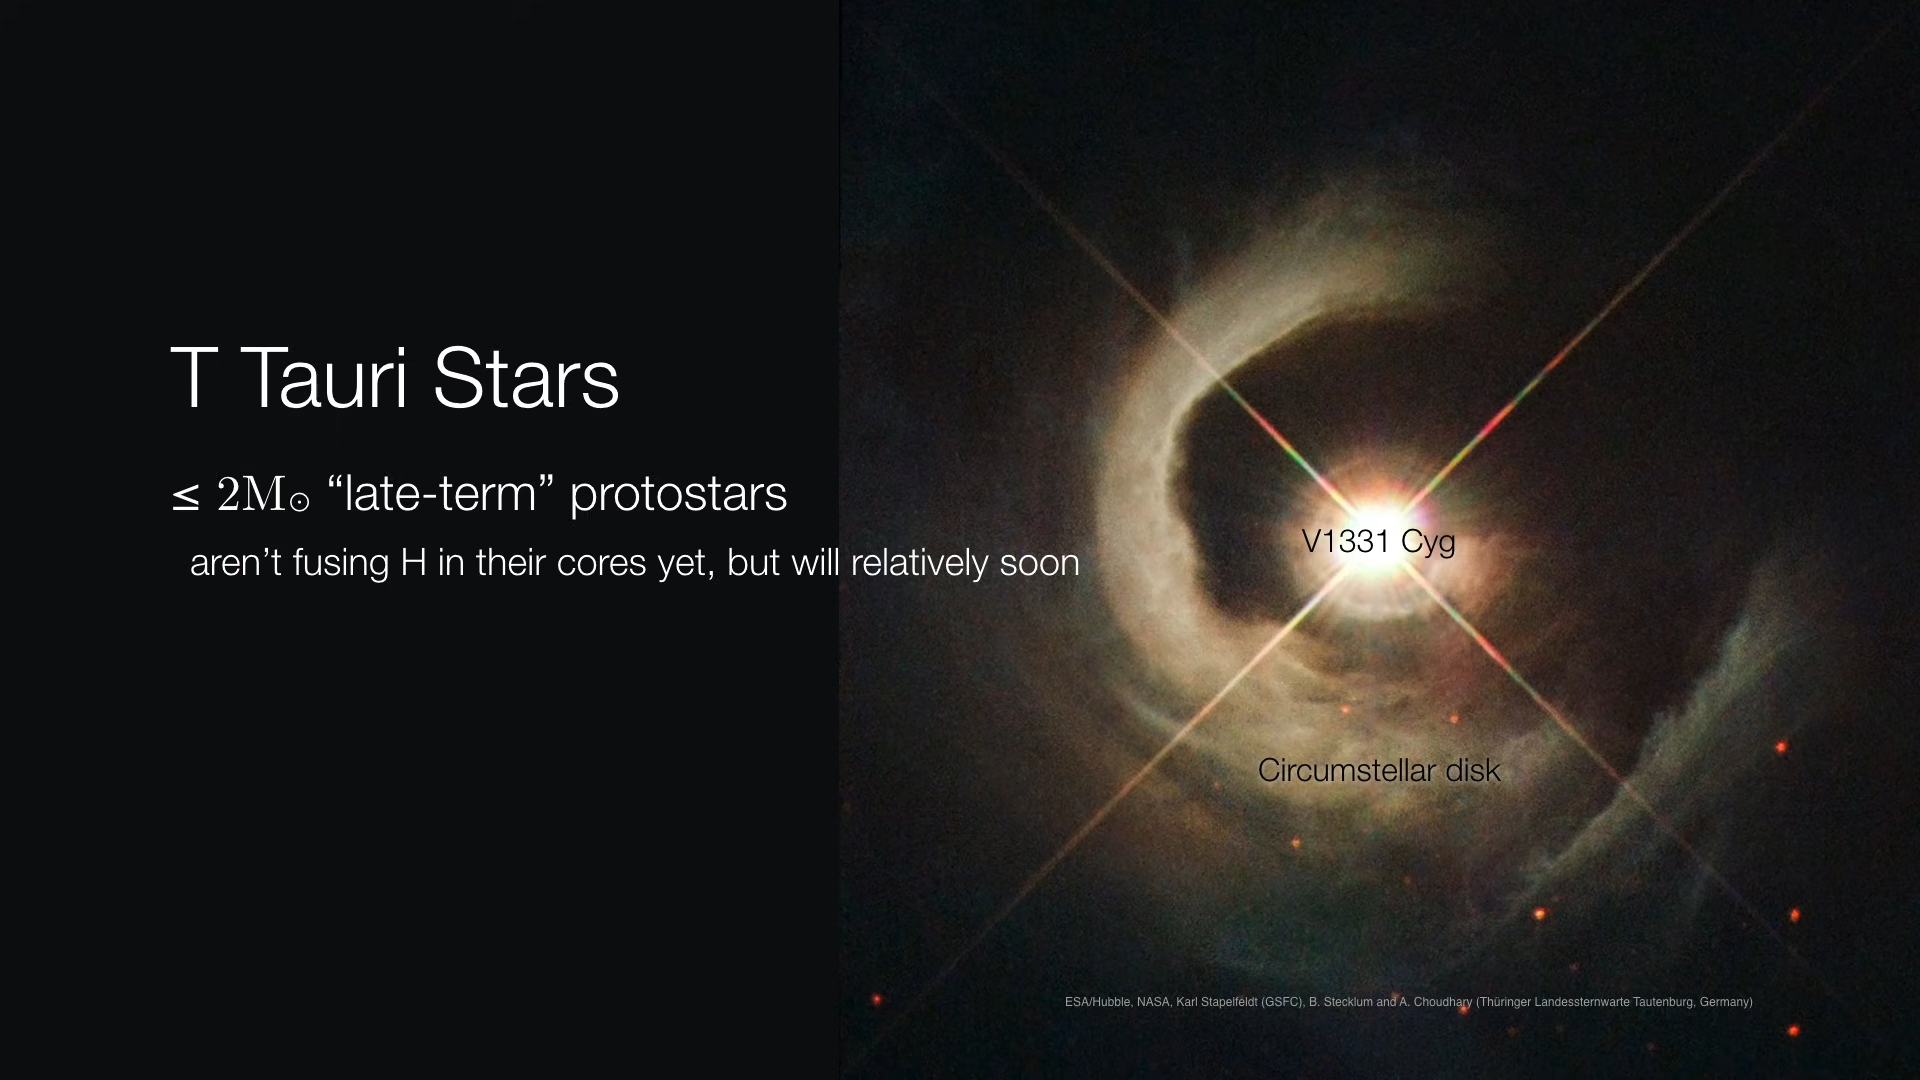 T Tauri Stars
≤ 2M⊙ “late-term” protostars
aren’t fusing H in their cores yet, but will relatively soon
V1331 Cyg
Circumstellar disk
ESA/Hubble, NASA, Karl Stapelfeldt (GSFC), B. Stecklum and A. Choudhary (Thüringer Landessternwarte Tautenburg, Germany)